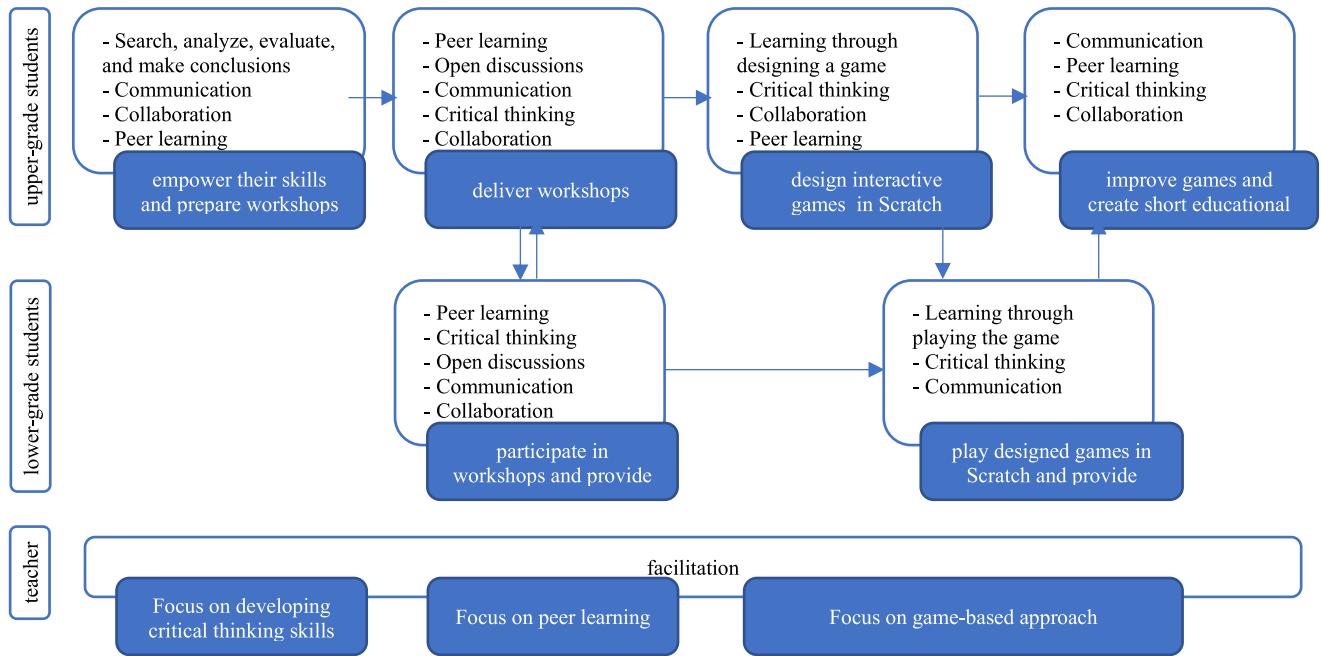 upper-grade students
- Search, analyze, evaluate,
and make conclusions
- Communication
- Collaboration
- Peer learning
empower their skills
and prepare workshops
- Peer learning
- Open discussions
- Communication
- Critical thinking
- Collaboration
deliver workshops
- Learning through
designing a game
- Critical thinking
- Collaboration
- Peer learning
design interactive
games in Scratch
- Communication
- Peer learning
- Critical thinking
- Collaboration
improve games and
create short educational
lower-grade students
- Peer learning
- Critical thinking
- Open discussions
- Communication
- Collaboration
participate in
workshops and provide
- Learning through
playing the game
- Critical thinking
- Communication
play designed games in
Scratch and provide
teacher
facilitation
Focus on developing
critical thinking skills
Focus on peer learning
Focus on game-based approach